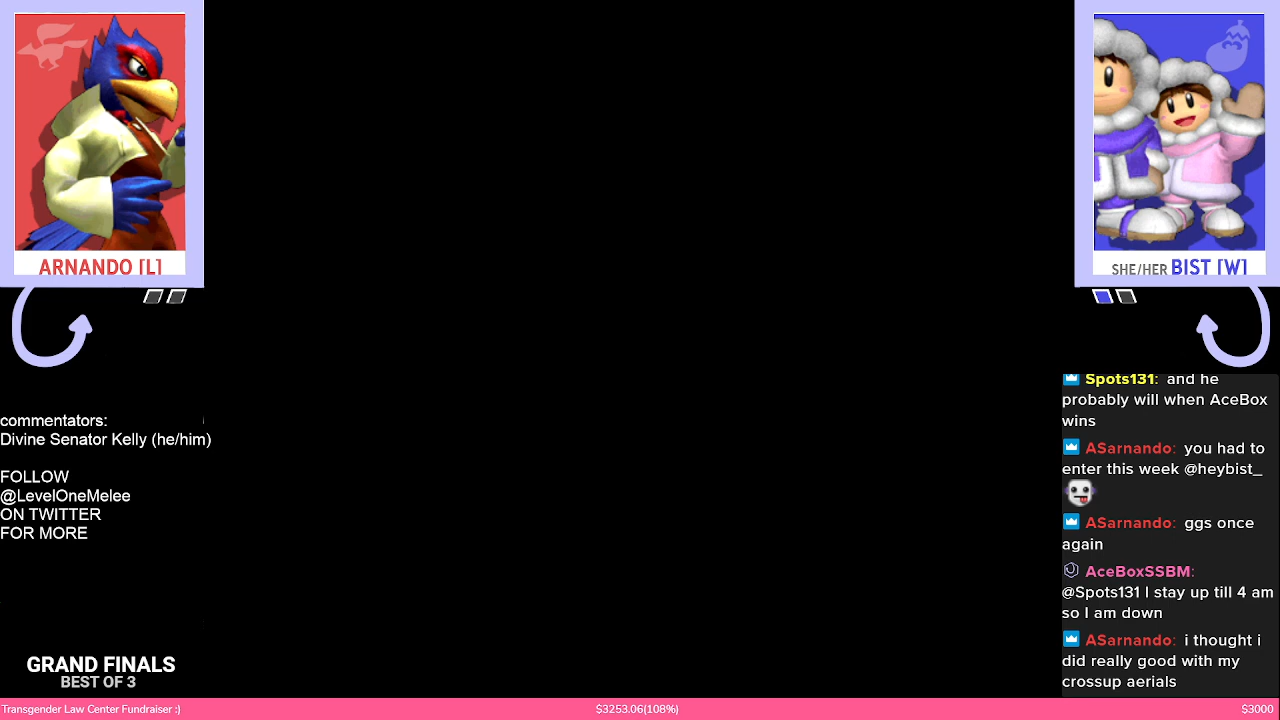 ARNANDO [L]
SHE/HER BIST [W]
commentators:
Divine Senator Kelly (he/him)
FOLLOW
@LevelOneMelee
ON TWITTER
FOR MORE
GRAND FINALS
BEST OF 3
Spots131: and he
probably will when AceBox
wins
ASarnando: you had to
enter this week @heybist_
ASarnando: ggs once
again
AceBoxSSBM:
@Spots131 I stay up till 4 am
so I am down
ASarnando: i thought i
did really good with my
crossup aerials
Transgender Law Center Fundraiser :)
$3253.06(108%)
$3000